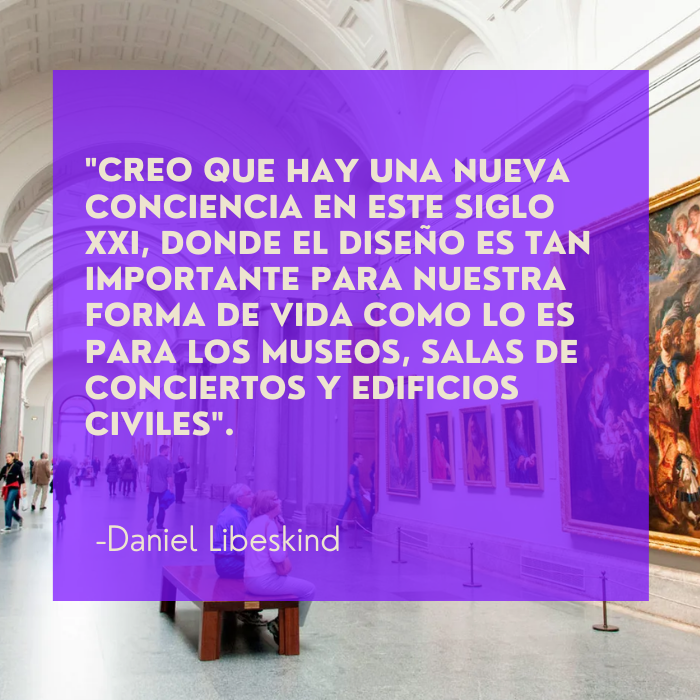 "CREO QUE HAY UNA NUEVA
CONCIENCIA EN ESTE SIGLO
XXI, DONDE EL DISEÑO ES TAN
IMPORTANTE PARA NUESTRA
FORMA DE VIDA COMO LO ES
PARA LOS MUSEOS, SALAS DE
CONCIERTOS Y EDIFICIOS
CIVILES".
-Daniel Libeskind